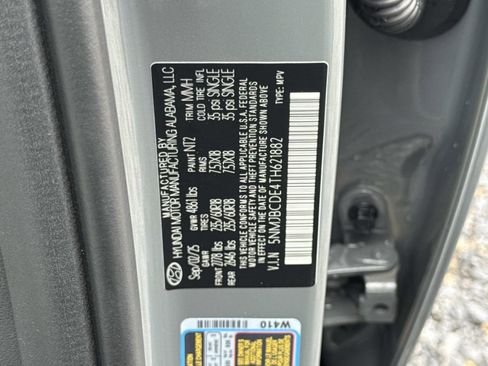 MANUFACTURED BY
HYUNDAI MOTOR MANUFACTURING ALABAMA, LLC
Sep/02/25 GVWR 4861 lbs PAINT NT2 TRIM MMH
GAWR TIRES RIMS COLD TIRE INFL
FRONT 2778 lbs 235/60R18 7.5JX18 35 psi SINGLE
REAR 2646 lbs 235/60R18 7.5JX18 35 psi SINGLE
THIS VEHICLE CONFORMS TO ALL APPLICABLE U.S.A. FEDERAL
MOTOR VEHICLE SAFETY, BUMPER, AND THEFT PREVENTION STANDARDS
IN EFFECT ON THE DATE OF MANUFACTURE SHOWN ABOVE.
V.I.N : 5NMJBCDE4TH621882 TYPE: MPV
W410